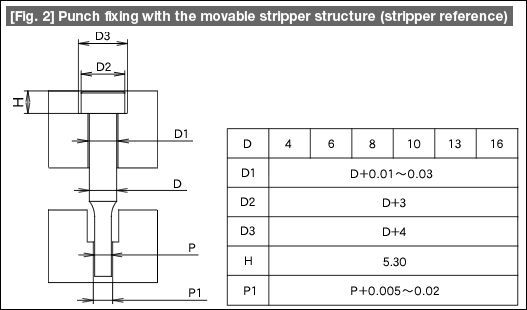 [Fig. 2] Punch fixing with the movable stripper structure (stripper reference)
D3
D2
H
D1
D
P
P1
D 4 6 8 10 13 16
D1 D+0.01～0.03
D2 D+3
D3 D+4
H 5.30
P1 P+0.005～0.02